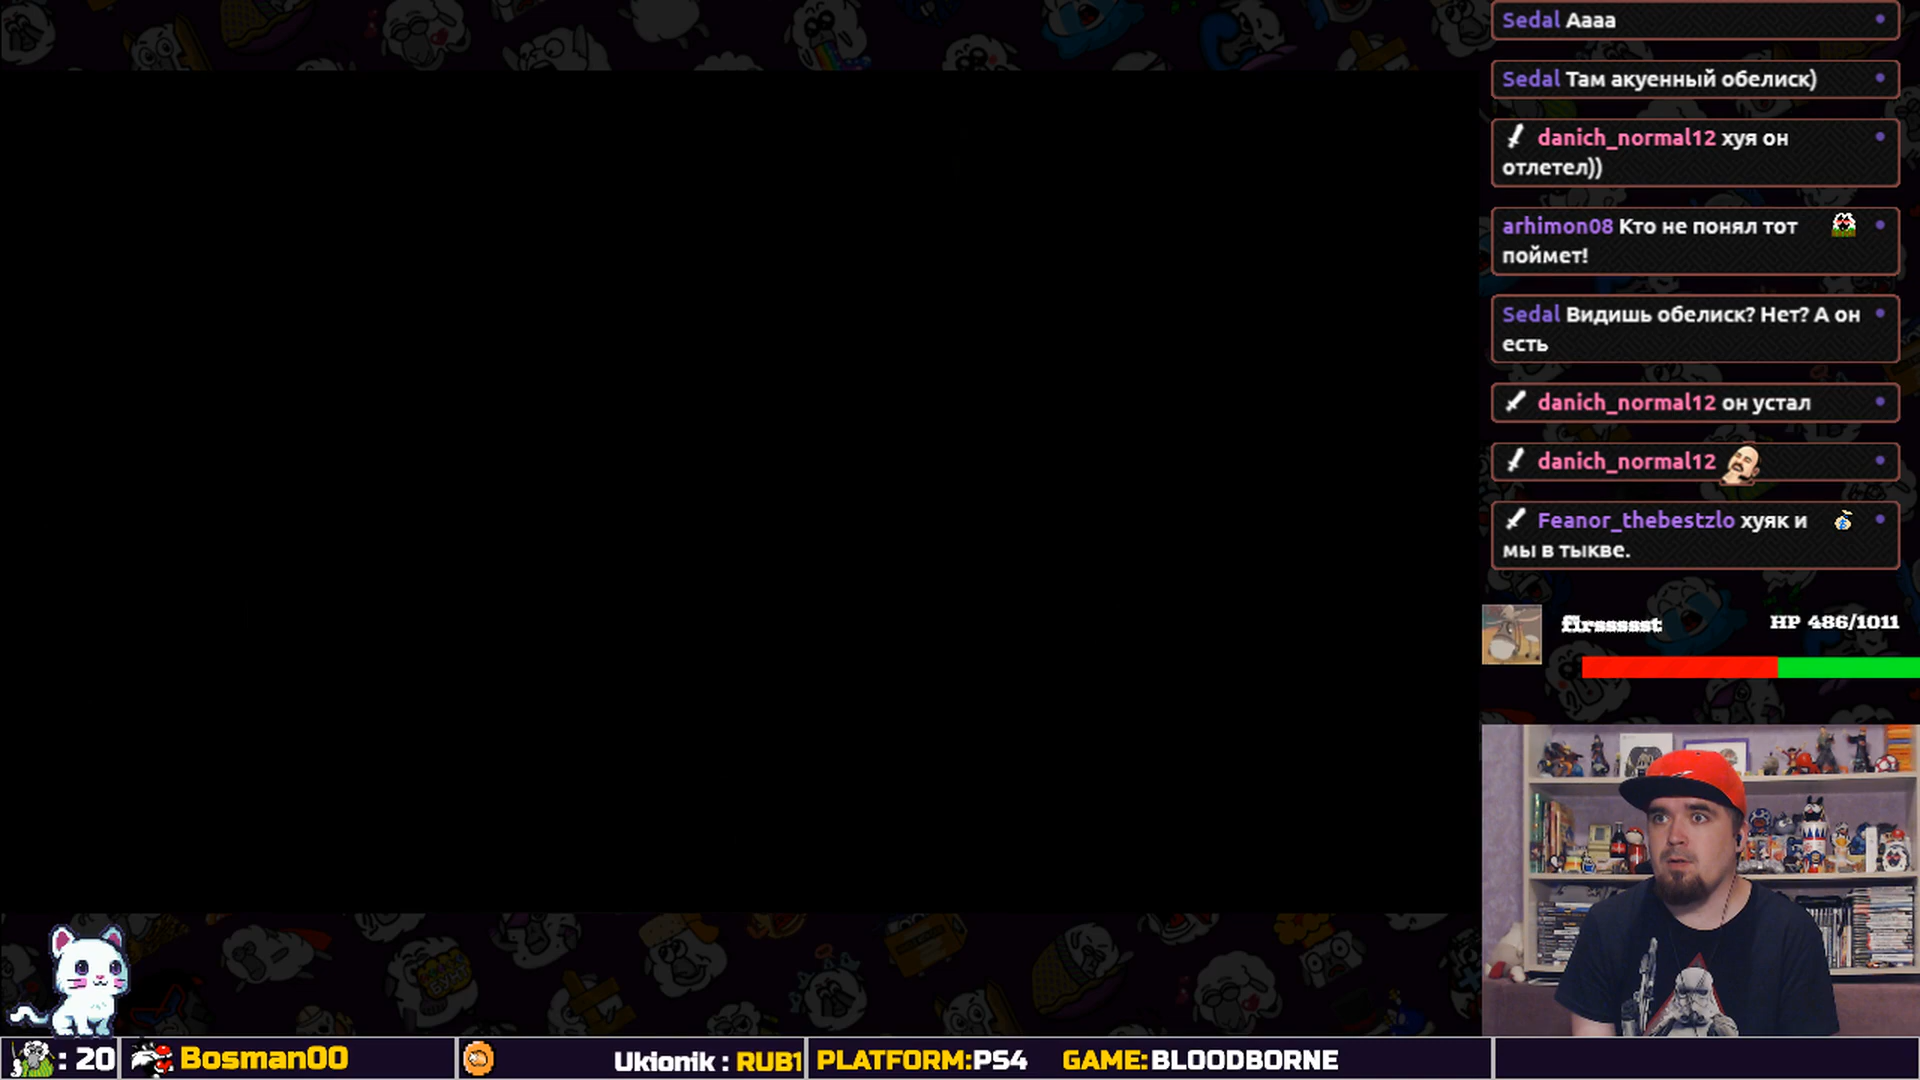 Sedal Аааа
Sedal Там акуенный обелиск)
danich_normal12 хуя он
отлетел))
arhimon08 Кто не понял тот
поймет!
Sedal Видишь обелиск? Нет? А он
есть
danich_normal12 он устал
danich_normal12
Feanor_thebestzlo хуяк и
мы в тыкве.
firssssst HP 486/1011
: 20 Bosman00 Ukionik : RUB1 PLATFORM:PS4 GAME:BLOODBORNE